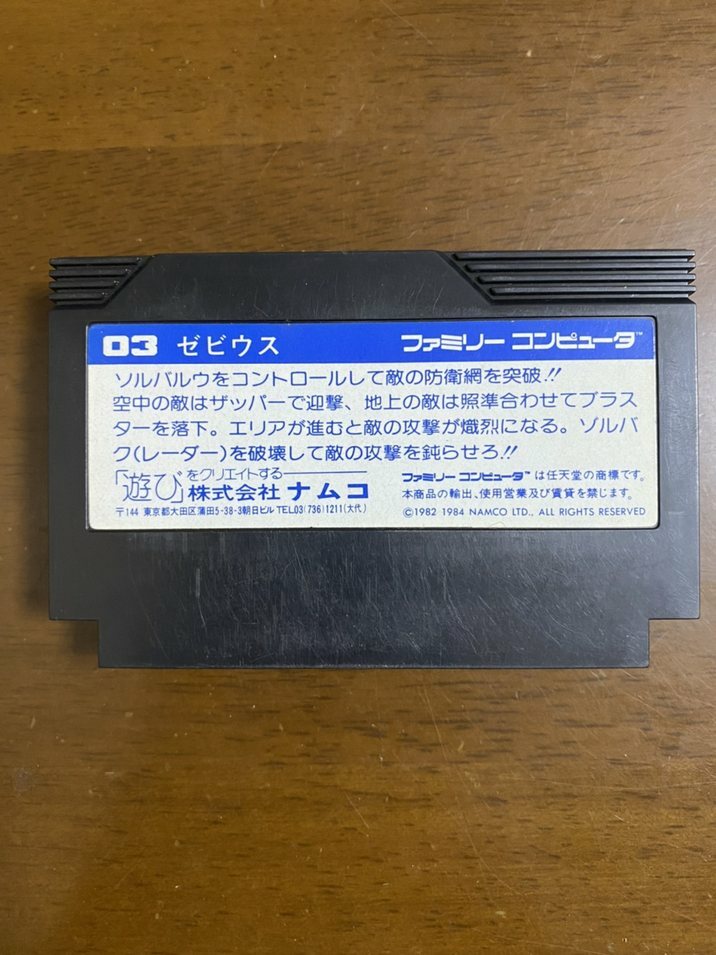 03 ゼビウス ファミリー コンピュータ™
ソルバルウをコントロールして敵の防衛網を突破!!
空中の敵はザッパーで迎撃、地上の敵は照準合わせてブラス
ターを落下。エリアが進むと敵の攻撃が熾烈になる。ゾルバ
ク(レーダー)を破壊して敵の攻撃を鈍らせろ!!
「遊び」をクリエイトする
株式会社 ナムコ
〒144 東京都大田区蒲田5-38-3朝日ビル TEL.03(736)1211(大代)
ファミリー コンピュータ™ は任天堂の商標です。
本商品の輸出、使用営業及び賃貸を禁じます。
©1982 1984 NAMCO LTD., ALL RIGHTS RESERVED